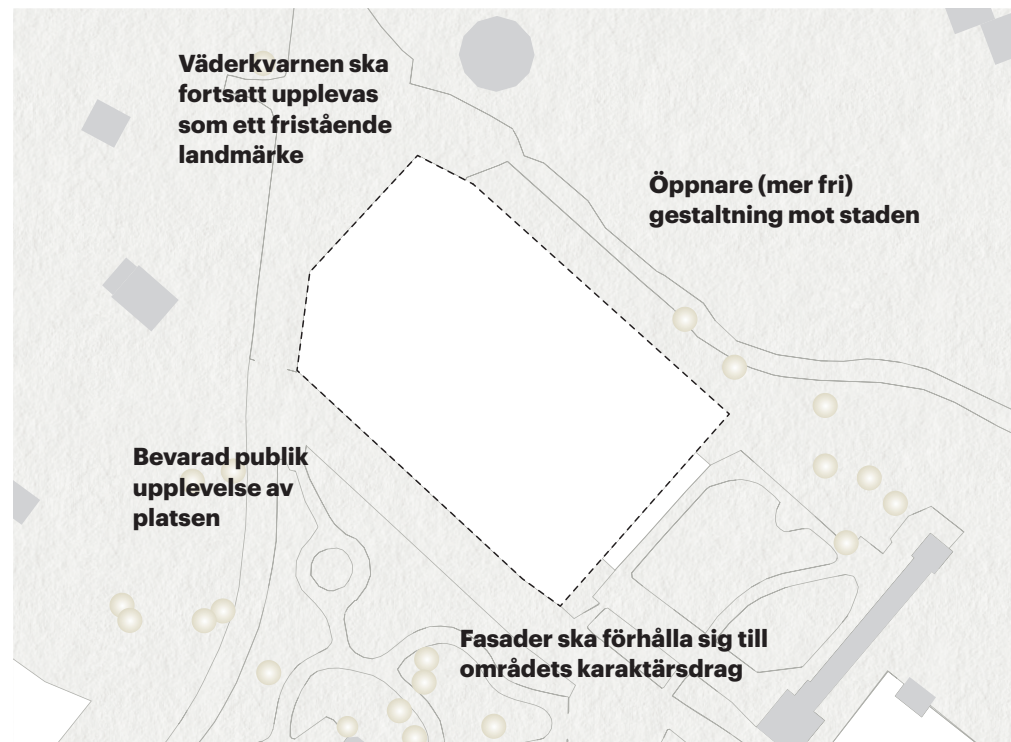 Väderkvarnen ska
fortsatt upplevas
som ett fristående
landmärke
Öppnare (mer fri)
gestaltning mot staden
Bevarad publik
upplevelse av
platsen
Fasader ska förhålla sig till
områdets karaktärsdrag